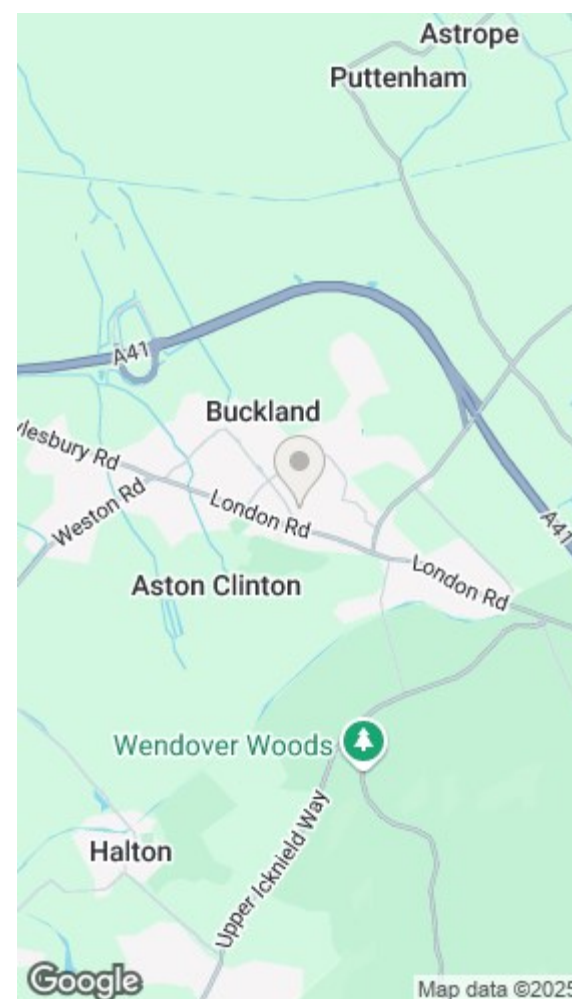 Astrope
Puttenham
A41
Buckland
lesbury Rd
Weston Rd
London Rd
A41
Aston Clinton
London Rd
Wendover Woods
Upper Icknield Way
Halton
Google
Map data ©2025